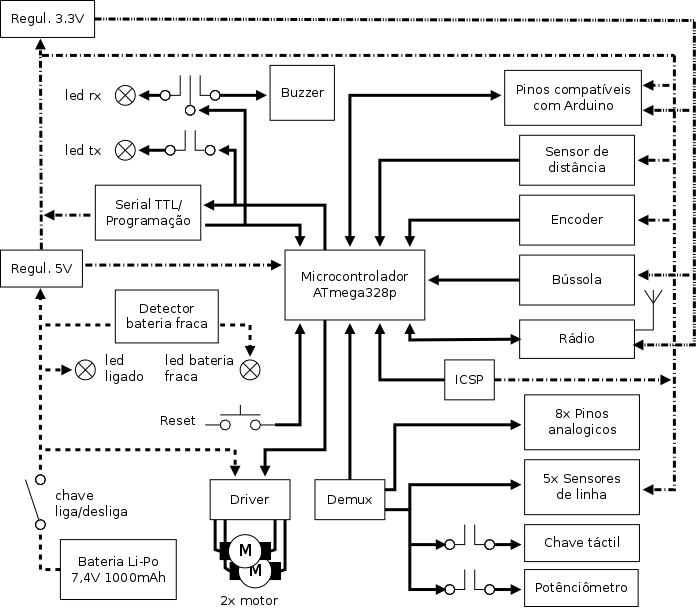 Regul. 3.3V
led rx
Buzzer
Pinos compatíveis
com Arduino
led tx
Sensor de
distância
Serial TTL/
Programação
Encoder
Regul. 5V
Microcontrolador
ATmega328p
Bússola
Detector
bateria fraca
Rádio
led
ligado
led bateria
fraca
ICSP
Reset
8x Pinos
analogicos
chave
liga/desliga
Driver
Demux
5x Sensores
de linha
Chave táctil
M
M
Bateria Li-Po
7,4V 1000mAh
Potênciômetro
2x motor